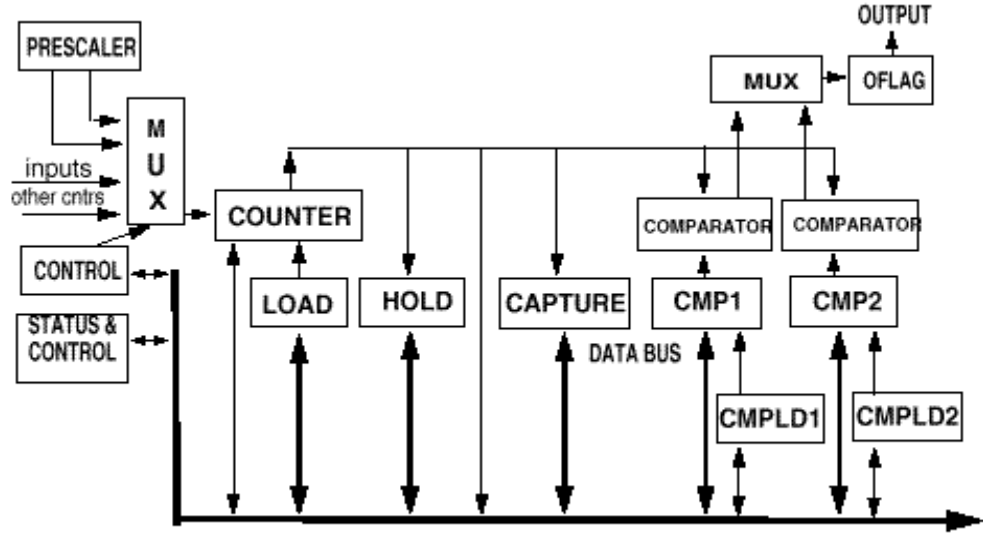 OUTPUT
PRESCALER
MUX
OFLAG
M
U
X
inputs
other cntrs
COUNTER
COMPARATOR
COMPARATOR
CONTROL
LOAD
HOLD
CAPTURE
CMP1
CMP2
STATUS &
CONTROL
DATA BUS
CMPLD1
CMPLD2